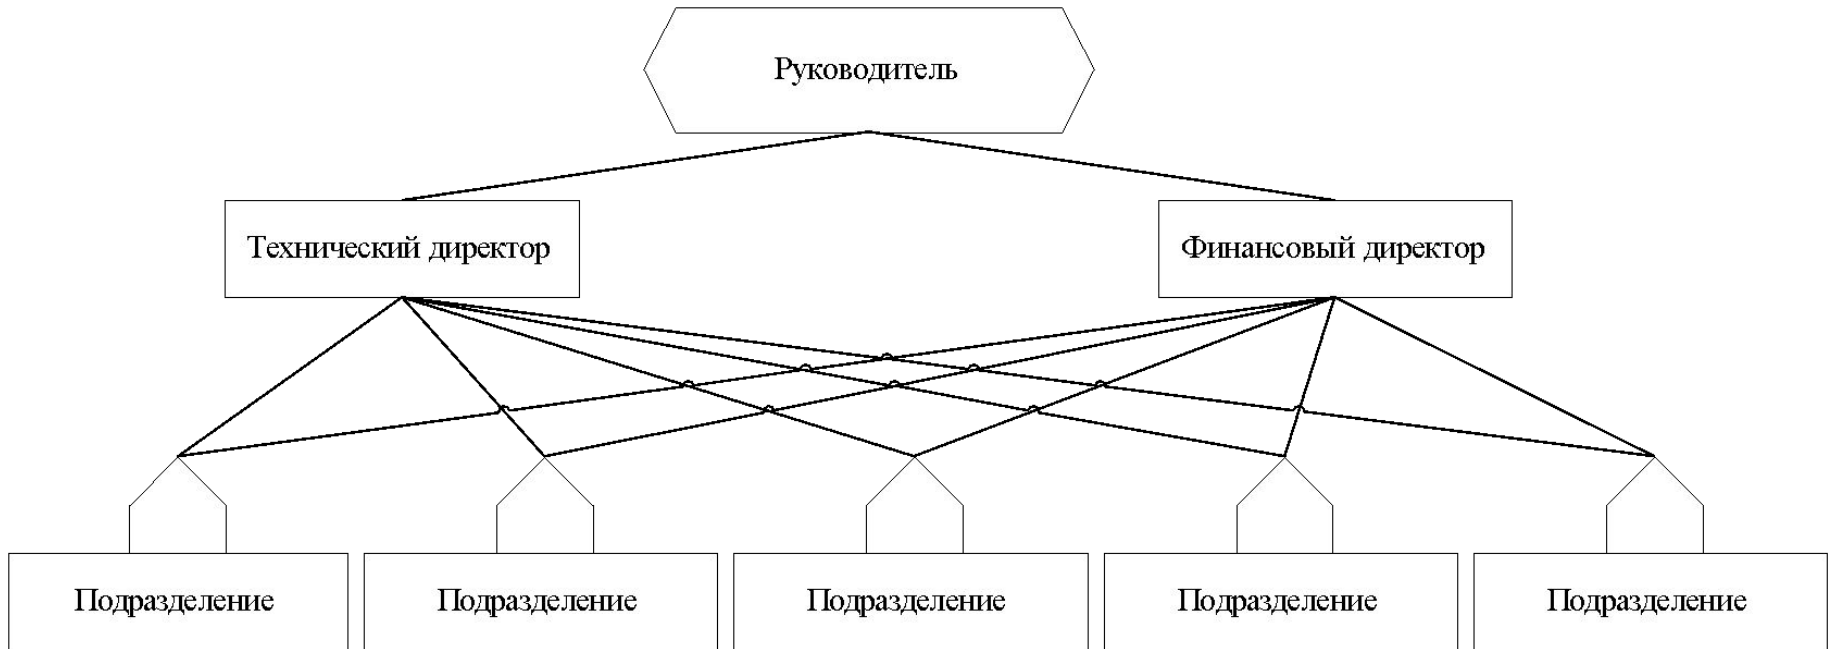 Руководитель
Технический директор
Финансовый директор
Подразделение
Подразделение
Подразделение
Подразделение
Подразделение